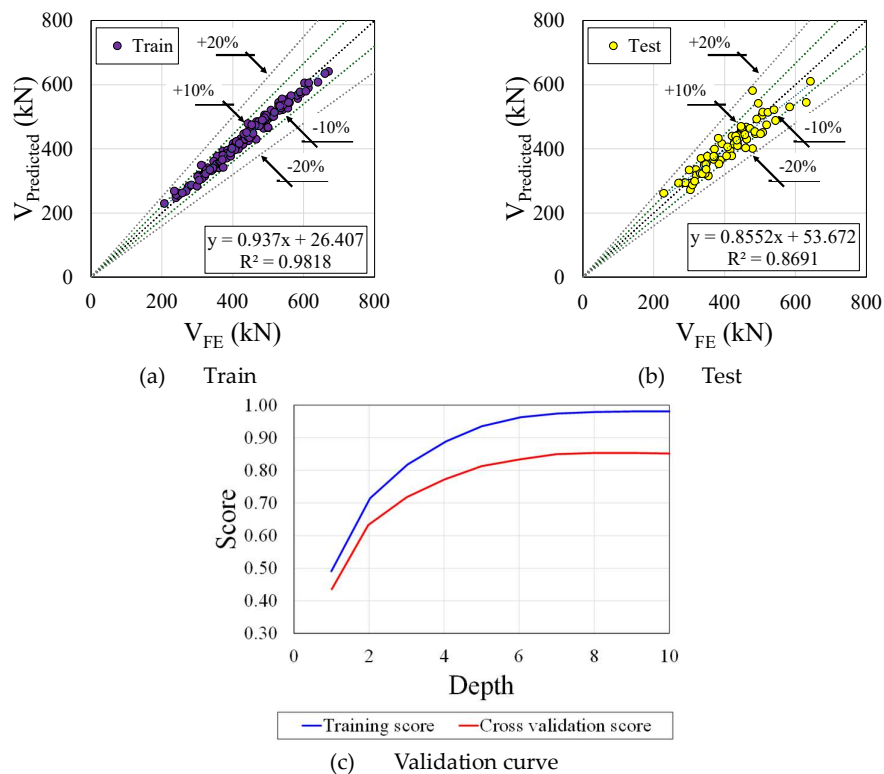 800
600
400
200
0
V_Predicted (kN)
Train
+20%
+10%
-10%
-20%
y = 0.937x + 26.407
R² = 0.9818
0 200 400 600 800
V_FE (kN)
(a) Train
800
600
400
200
0
V_Predicted (kN)
Test
+20%
+10%
-10%
-20%
y = 0.8552x + 53.672
R² = 0.8691
0 200 400 600 800
V_FE (kN)
(b) Test
1.00
0.90
0.80
0.70
0.60
0.50
0.40
0.30
Score
0 2 4 6 8 10
Depth
Training score Cross validation score
(c) Validation curve